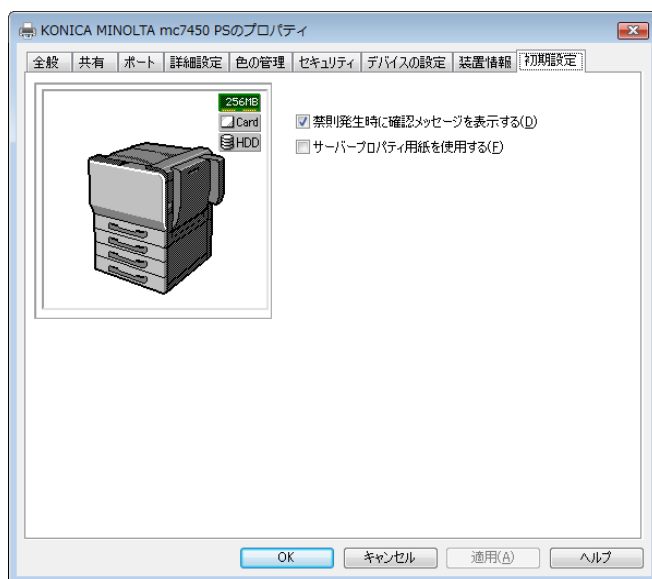 KONICA MINOLTA mc7450 PSのプロパティ
全般 共有 ポート 詳細設定 色の管理 セキュリティ デバイスの設定 装置情報 初期設定
256MB
Card
HDD
禁則発生時に確認メッセージを表示する(D)
サーバープロパティ用紙を使用する(F)
OK キャンセル 適用(A) ヘルプ